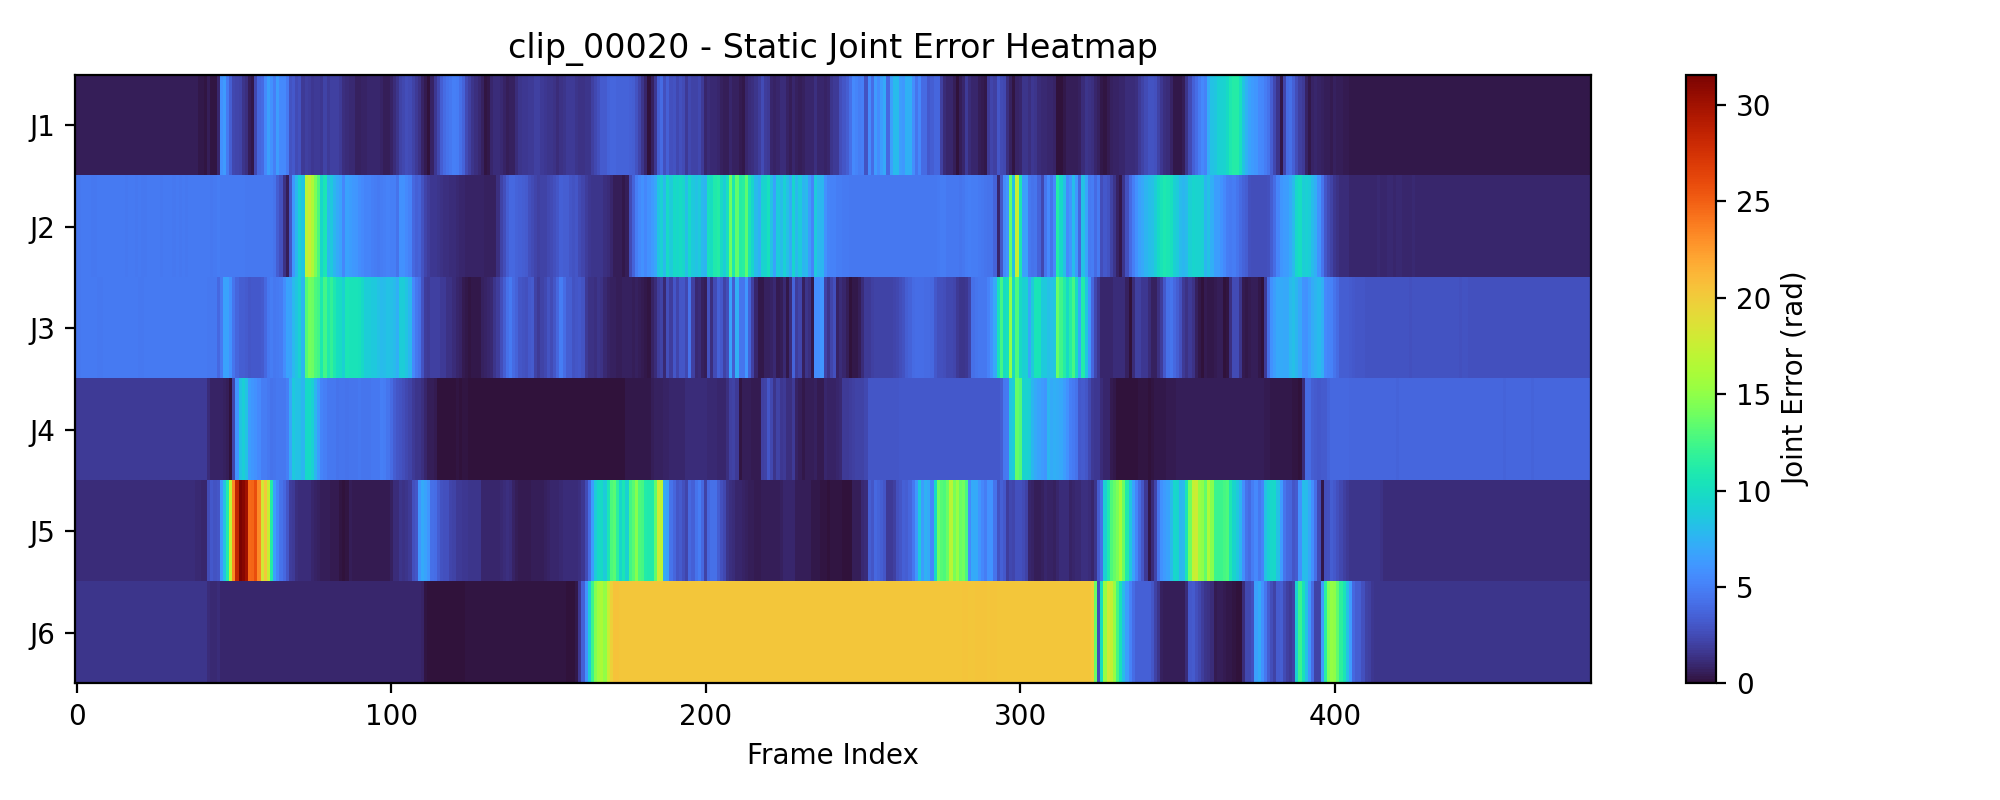 clip_00020 - Static Joint Error Heatmap
J1
J2
J3
J4
J5
J6
0 100 200 300 400
Frame Index
30
25
20
15
10
5
0
Joint Error (rad)